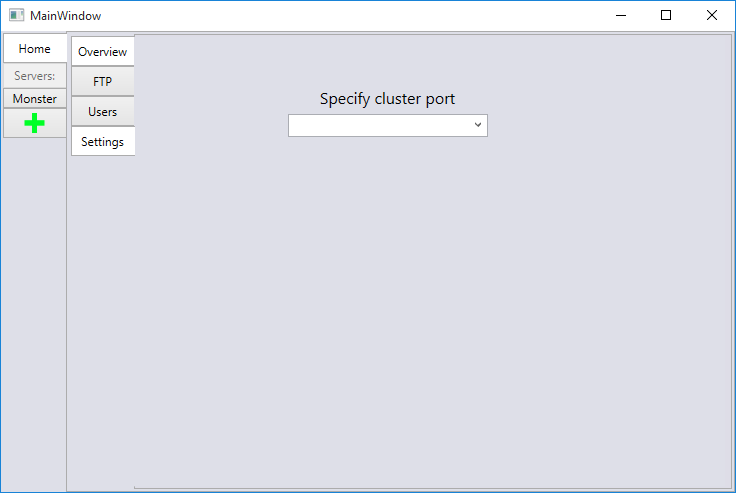 MainWindow
Home
Servers:
Monster
Overview
FTP
Users
Settings
Specify cluster port